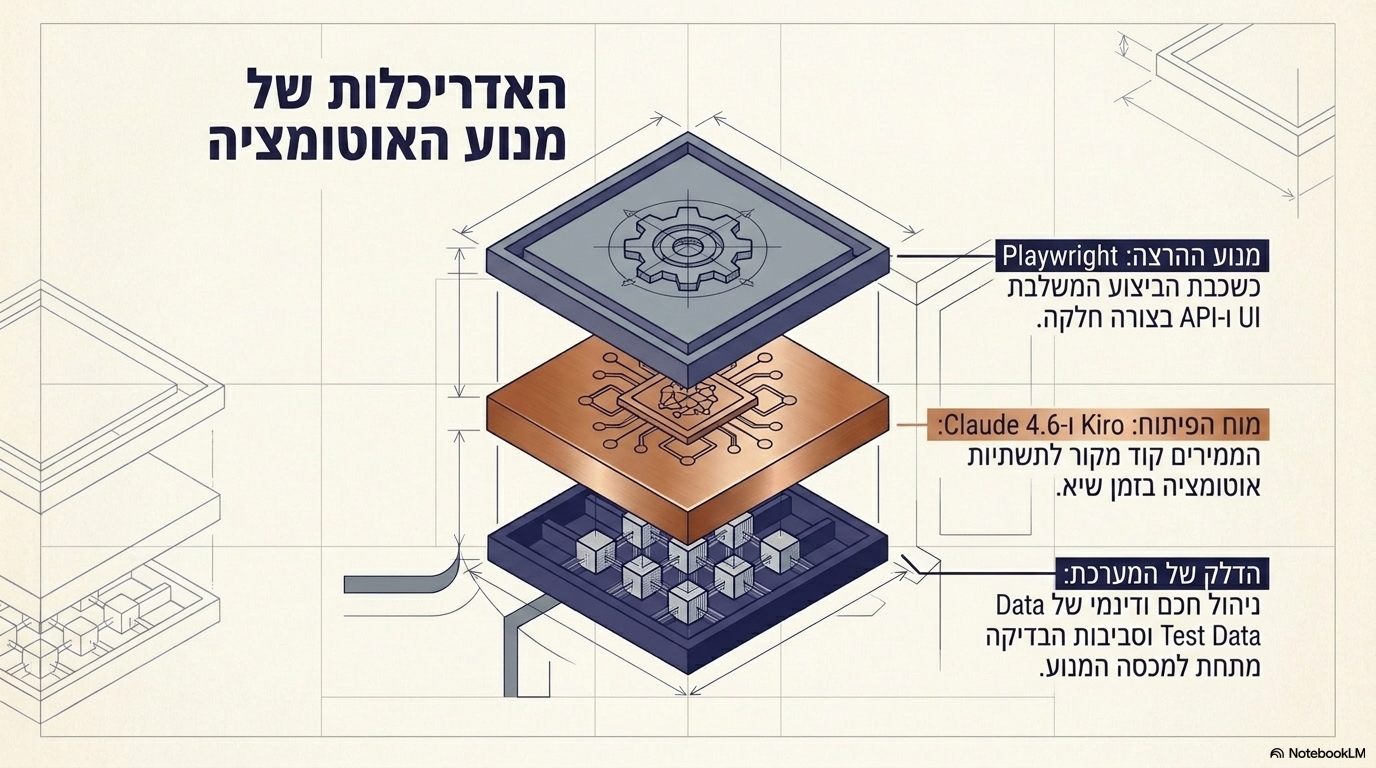 האדריכלות של
מנוע האוטומציה
מנוע ההרצה: Playwright
כשכבת הביצוע המשלבת
UI ו-API בצורה חלקה.
מוח הפיתוח: Kiro ו-Claude 4.6:
הממירים קוד מקור לתשתיות
אוטומציה בזמן שיא.
הדלק של המערכת:
ניהול חכם ודינמי של Data
Test Data וסביבות הבדיקה
מתחת למכסה המנוע.
NotebookLM